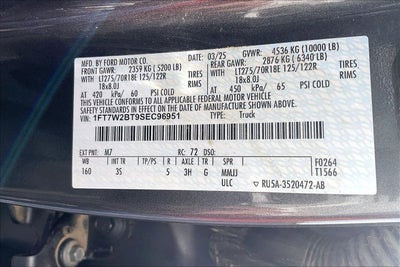 MFD. BY FORD MOTOR CO. 03/25 GVWR: 4536 KG (10000 LB)
FRONT GAWR: 2359 KG (5200 LB) REAR GAWR: 2876 KG (6340 LB)
LT275/70R18E 125/122R TIRES LT275/70R18E 125/122R TIRES
18x8.0J RIMS 18x8.0J RIMS
AT 420 kPa/ 60 PSI COLD AT 450 kPa/ 65 PSI COLD
THIS VEHICLE CONFORMS TO ALL APPLICABLE FEDERAL MOTOR VEHICLE
SAFETY STANDARDS IN EFFECT ON THE DATE OF MANUFACTURE SHOWN ABOVE.
VIN: 1FT7W2BT9SEC96951 TYPE: Truck
EXT PNT: M7 RC: 72 DSO:
WB INT TR TP/PS R AXLE TR SPR F0264
160 3S 5 3H G MMJJ T1566
ULC RU5A-3520472-AB